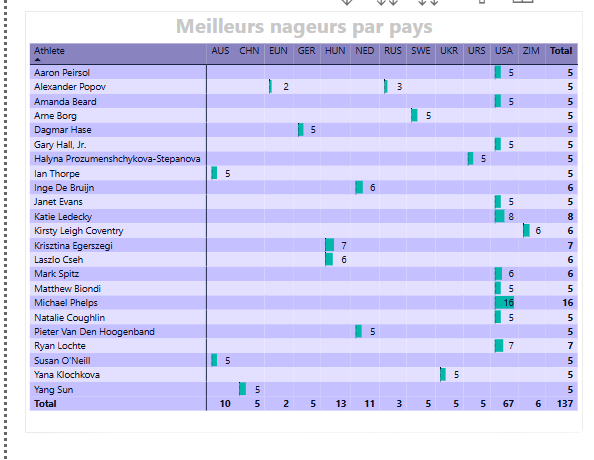 Meilleurs nageurs par pays
Athlete AUS CHN EUN GER HUN NED RUS SWE UKR URS USA ZIM Total
Aaron Peirsol 5 5
Alexander Popov 2 3 5
Amanda Beard 5 5
Arne Borg 5 5
Dagmar Hase 5 5
Gary Hall, Jr. 5 5
Halyna Prozumenshchykova-Stepanova 5 5
Ian Thorpe 5 5
Inge De Bruijn 6 6
Janet Evans 5 5
Katie Ledecky 8 8
Kirsty Leigh Coventry 6 6
Krisztina Egerszegi 7 7
Laszlo Cseh 6 6
Mark Spitz 6 6
Matthew Biondi 5 5
Michael Phelps 16 16
Natalie Coughlin 5 5
Pieter Van Den Hoogenband 5 5
Ryan Lochte 7 7
Susan O'Neill 5 5
Yana Klochkova 5 5
Yang Sun 5 5
Total 10 5 2 5 13 11 3 5 5 5 67 6 137